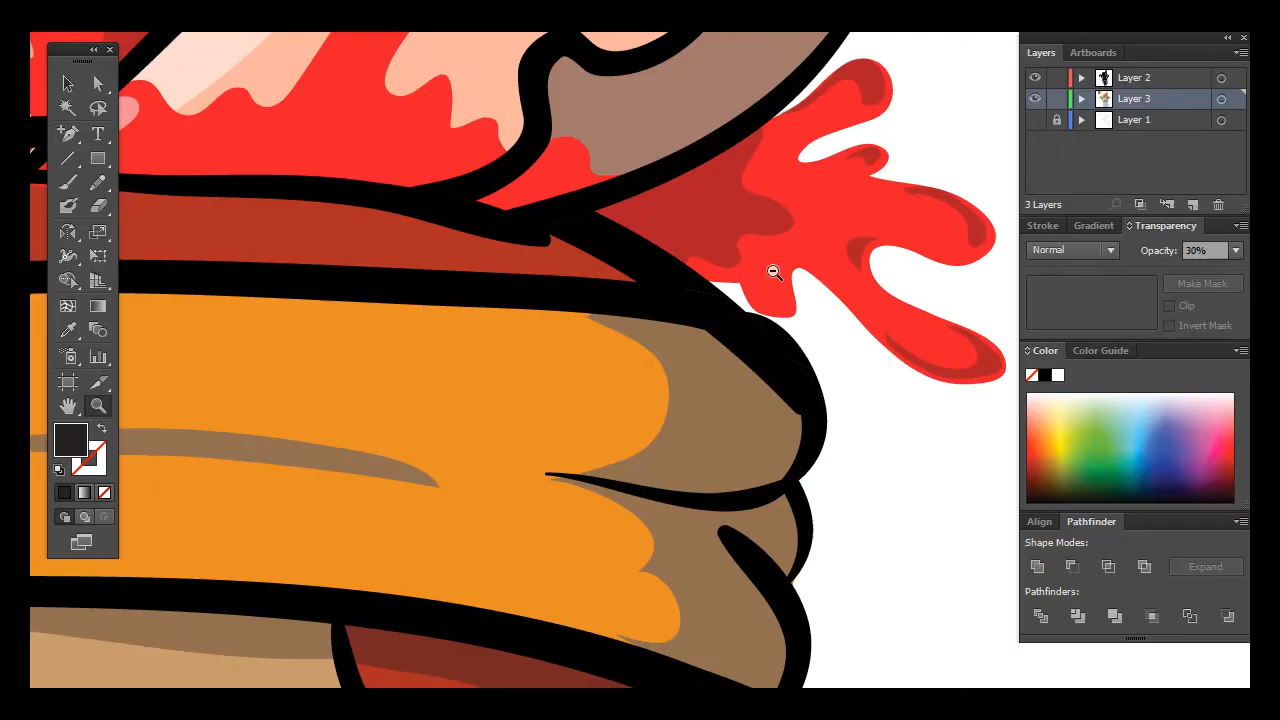 Layers Artboards
Layer 2
Layer 3
Layer 1
3 Layers
Stroke Gradient Transparency
Normal Opacity: 30%
Make Mask
Clip
Invert Mask
Color Color Guide
Align Pathfinder
Shape Modes:
Expand
Pathfinders: